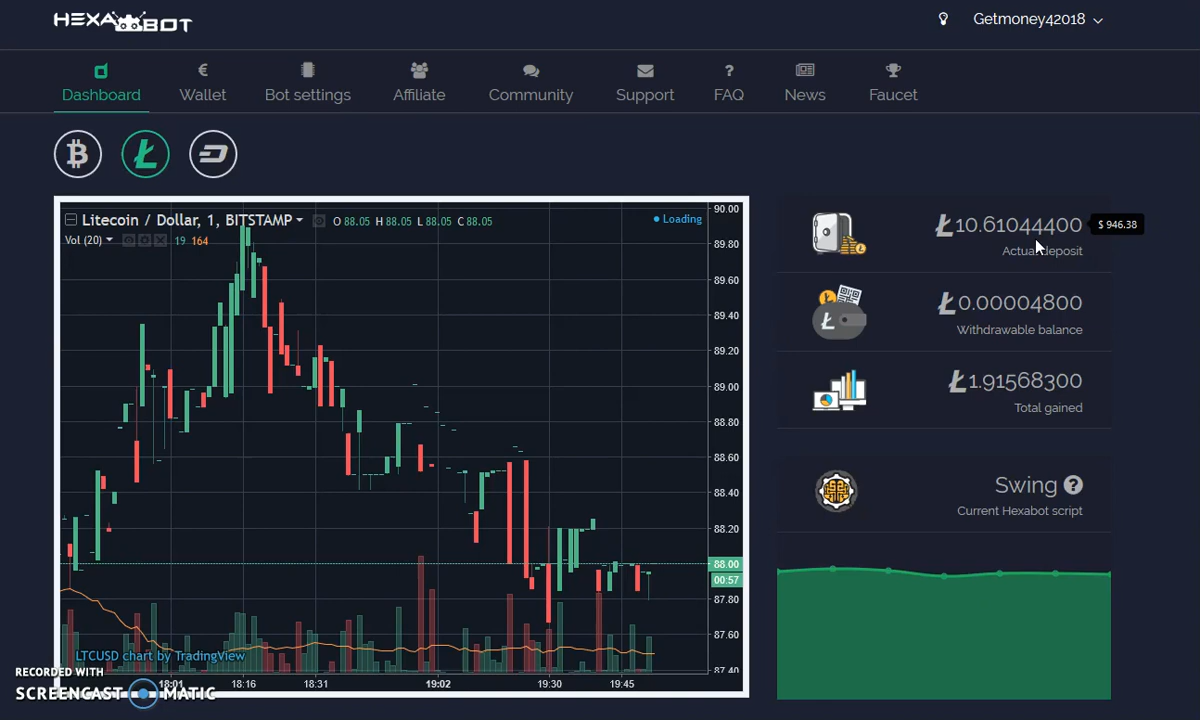 HEXABOT
Getmoney42018
Dashboard
Wallet
Bot settings
Affiliate
Community
Support
FAQ
News
Faucet
Litecoin / Dollar, 1, BITSTAMP
O 88.05 H 88.05 L 88.05 C 88.05
Loading
Vol (20) 19 164
90.00
89.80
89.60
89.40
89.20
89.00
88.80
88.60
88.40
88.20
88.00
00:57
87.80
87.60
87.40
LTCUSD chart by TradingView
18:01 18:16 18:31 19:02 19:30 19:45
Ł10.61044400
$ 946.38
Actual deposit
Ł0.00004800
Withdrawable balance
Ł1.91568300
Total gained
Swing ?
Current Hexabot script
RECORDED WITH
SCREENCAST MATIC